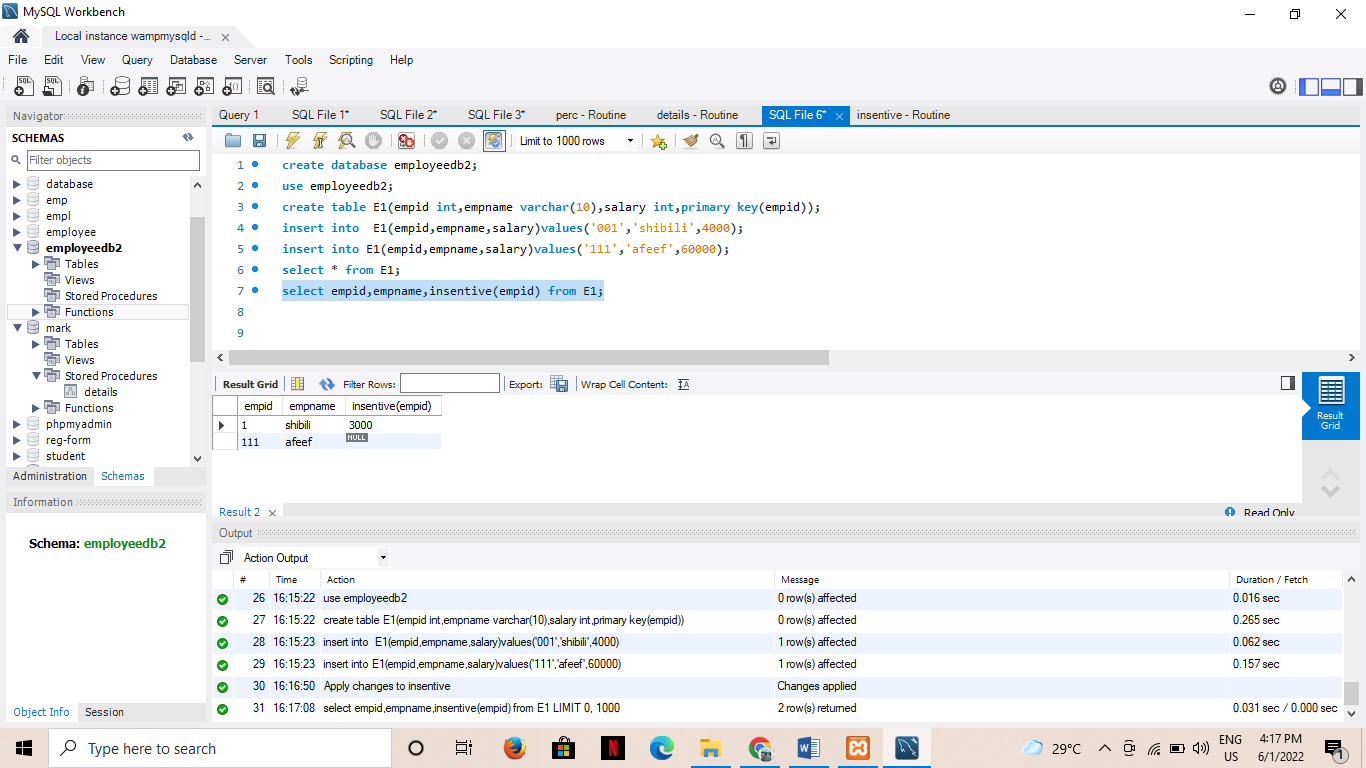 MySQL Workbench
Local instance wampmysqld -...
File Edit View Query Database Server Tools Scripting Help
Navigator
SCHEMAS
Filter objects
database
emp
empl
employee
employeedb2
Tables
Views
Stored Procedures
Functions
mark
Tables
Views
Stored Procedures
details
Functions
phpmyadmin
reg-form
student
Administration Schemas
Information
Schema: employeedb2
Object Info Session
Query 1 SQL File 1* SQL File 2* SQL File 3* perc - Routine details - Routine SQL File 6* insentive - Routine
Limit to 1000 rows
1 create database employeedb2;
2 use employeedb2;
3 create table E1(empid int,empname varchar(10),salary int,primary key(empid));
4 insert into  E1(empid,empname,salary)values('001','shibili',4000);
5 insert into E1(empid,empname,salary)values('111','afeef',60000);
6 select * from E1;
7 select empid,empname,insentive(empid) from E1;
8
9
Result Grid Filter Rows: Export: Wrap Cell Content:
empid empname insentive(empid)
1 shibili 3000
111 afeef NULL
Result Grid
Result 2 Read Only
Output
Action Output
# Time Action Message Duration / Fetch
26 16:15:22 use employeedb2 0 row(s) affected 0.016 sec
27 16:15:22 create table E1(empid int,empname varchar(10),salary int,primary key(empid)) 0 row(s) affected 0.265 sec
28 16:15:23 insert into  E1(empid,empname,salary)values('001','shibili',4000) 1 row(s) affected 0.062 sec
29 16:15:23 insert into E1(empid,empname,salary)values('111','afeef',60000) 1 row(s) affected 0.157 sec
30 16:16:50 Apply changes to insentive Changes applied
31 16:17:08 select empid,empname,insentive(empid) from E1 LIMIT 0, 1000 2 row(s) returned 0.031 sec / 0.000 sec
Type here to search
29°C
ENG
US
4:17 PM
6/1/2022
1